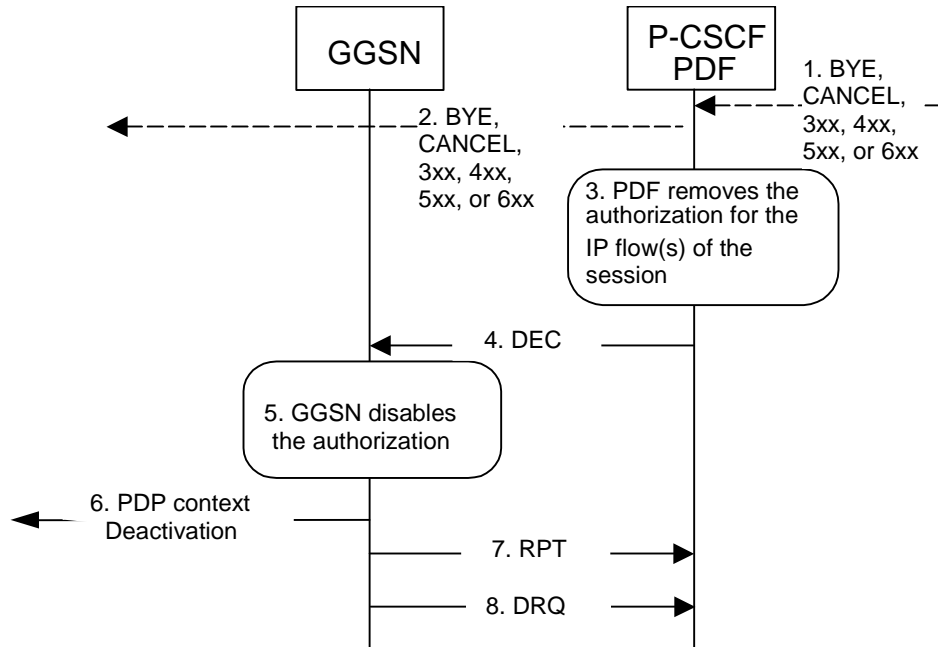 GGSN
P-CSCF
PDF
1. BYE,
CANCEL,
3xx, 4xx,
5xx, or 6xx
2. BYE,
CANCEL,
3xx, 4xx,
5xx, or 6xx
3. PDF removes the
authorization for the
IP flow(s) of the
session
4. DEC
5. GGSN disables
the authorization
6. PDP context
Deactivation
7. RPT
8. DRQ